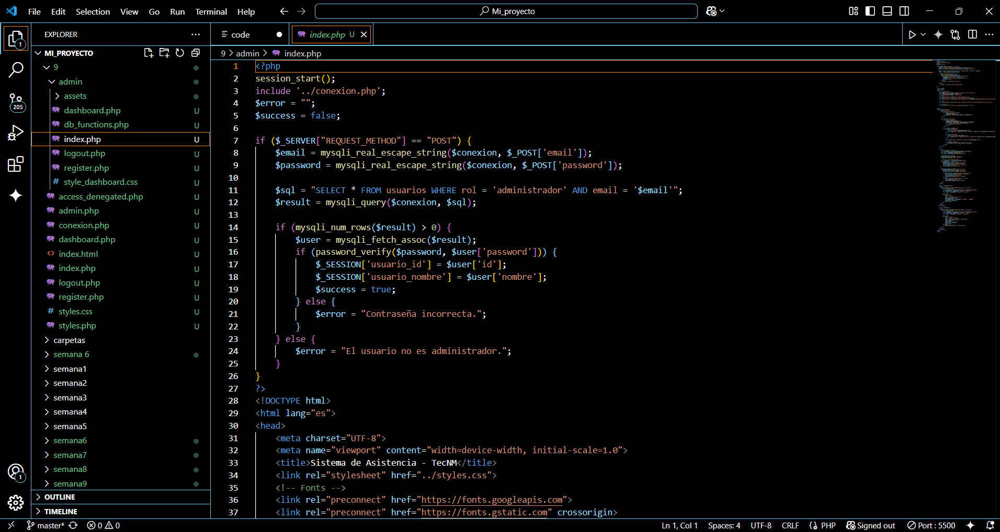 File Edit Selection View Go Run Terminal Help
Mi_proyecto
EXPLORER
MI_PROYECTO
9
admin
assets
dashboard.php U
db_functions.php U
index.php U
logout.php U
register.php U
# style_dashboard.css U
access_denegated.php U
admin.php U
conexion.php U
dashboard.php U
<> index.html U
index.php U
logout.php U
register.php U
# styles.css U
styles.php U
carpetas
semana 6
semana1
semana2
semana3
semana4
semana5
semana6
semana7
semana8
semana9
OUTLINE
TIMELINE
1
205
1
code
index.php U
9 > admin > index.php
1 <?php
2 session_start();
3 include '../conexion.php';
4 $error = "";
5 $success = false;
6
7 if ($_SERVER["REQUEST_METHOD"] == "POST") {
8 $email = mysqli_real_escape_string($conexion, $_POST['email']);
9 $password = mysqli_real_escape_string($conexion, $_POST['password']);
10
11 $sql = "SELECT * FROM usuarios WHERE rol = 'administrador' AND email = '$email'";
12 $result = mysqli_query($conexion, $sql);
13
14 if (mysqli_num_rows($result) > 0) {
15 $user = mysqli_fetch_assoc($result);
16 if (password_verify($password, $user['password'])) {
17 $_SESSION['usuario_id'] = $user['id'];
18 $_SESSION['usuario_nombre'] = $user['nombre'];
19 $success = true;
20 } else {
21 $error = "Contraseña incorrecta.";
22 }
23 } else {
24 $error = "El usuario no es administrador.";
25 }
26 }
27 ?>
28 <!DOCTYPE html>
29 <html lang="es">
30 <head>
31 <meta charset="UTF-8">
32 <meta name="viewport" content="width=device-width, initial-scale=1.0">
33 <title>Sistema de Asistencia - TecNM</title>
34 <link rel="stylesheet" href="../styles.css">
35 <!-- Fonts -->
36 <link rel="preconnect" href="https://fonts.googleapis.com">
37 <link rel="preconnect" href="https://fonts.gstatic.com" crossorigin>
master* 0 0 Ln 1, Col 1 Spaces: 4 UTF-8 CRLF PHP Signed out Port : 5500